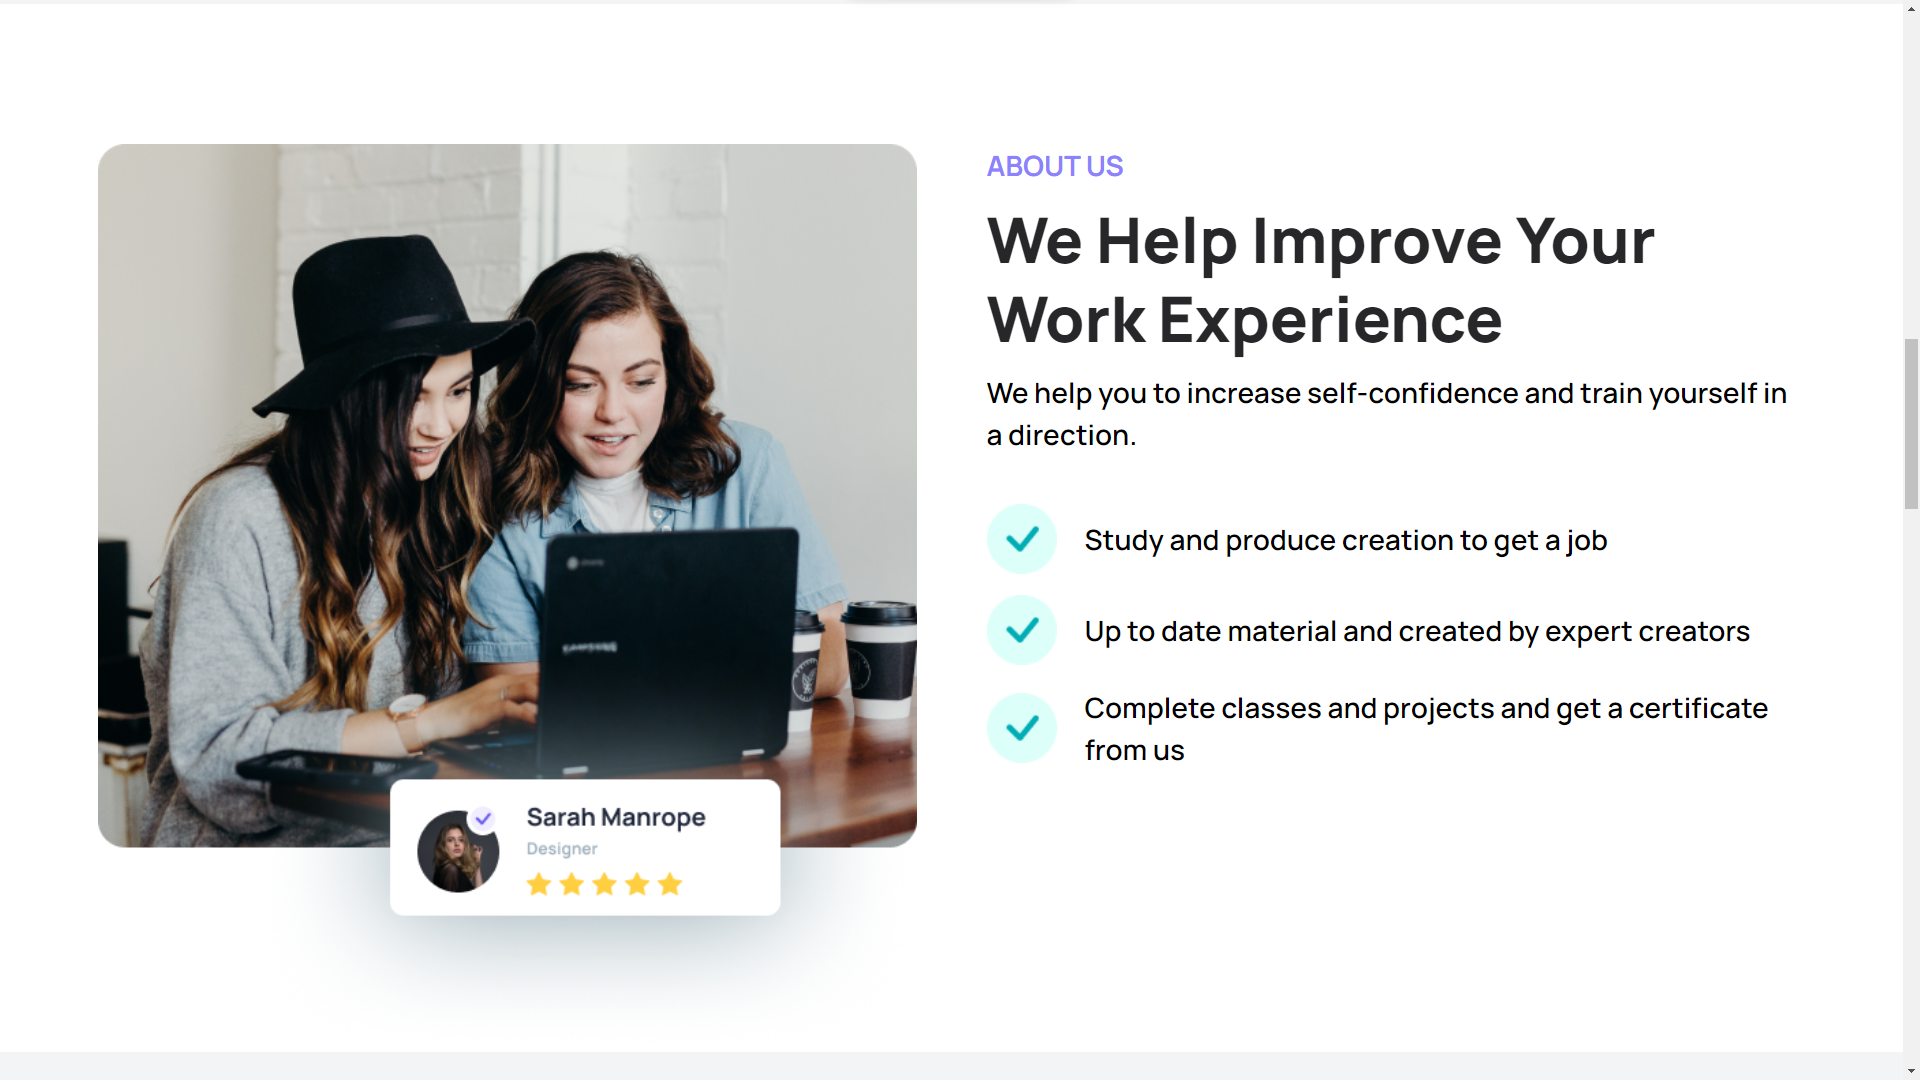 ABOUT US
We Help Improve Your
Work Experience
We help you to increase self-confidence and train yourself in
a direction.
Study and produce creation to get a job
Up to date material and created by expert creators
Complete classes and projects and get a certificate
from us
SAMSUNG
Sarah Manrope
Designer